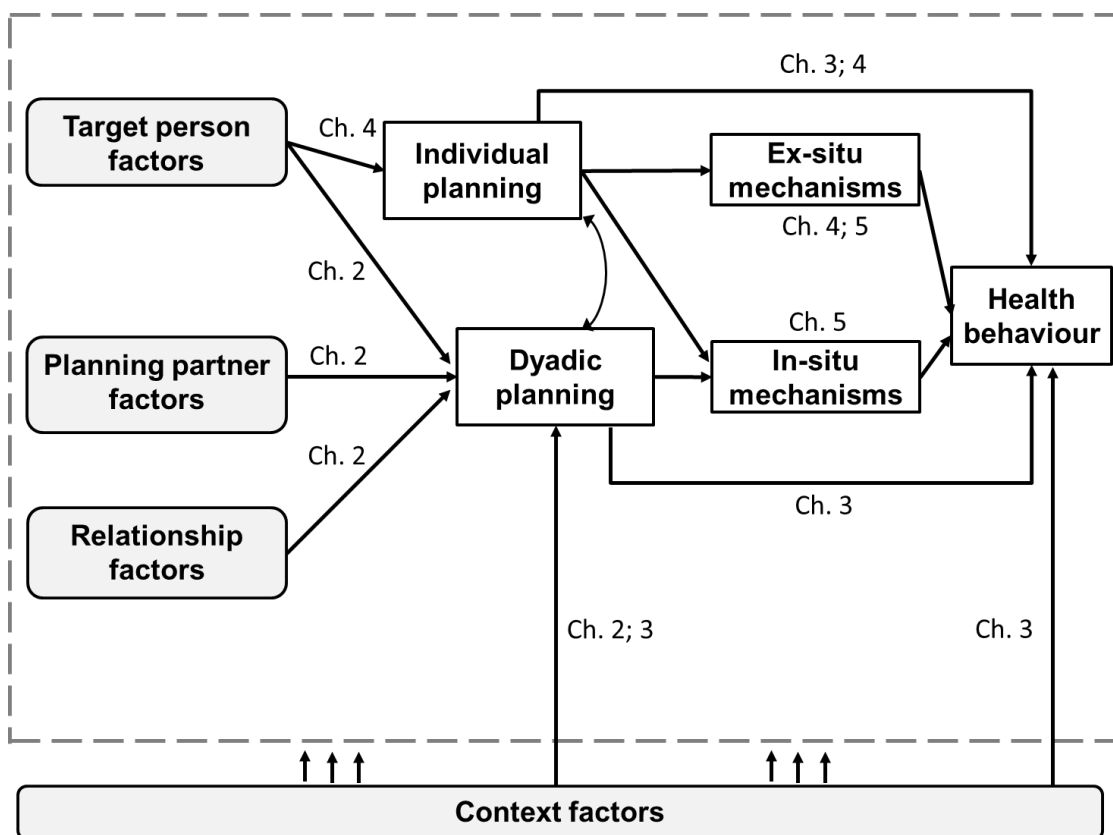 Ch. 3; 4
Target person
factors
Ch. 4
Individual
planning
Ex-situ
mechanisms
Ch. 4; 5
Ch. 2
Health
behaviour
Planning partner
factors
Ch. 2
Dyadic
planning
Ch. 5
In-situ
mechanisms
Ch. 2
Ch. 3
Relationship
factors
Ch. 2; 3
Ch. 3
Context factors